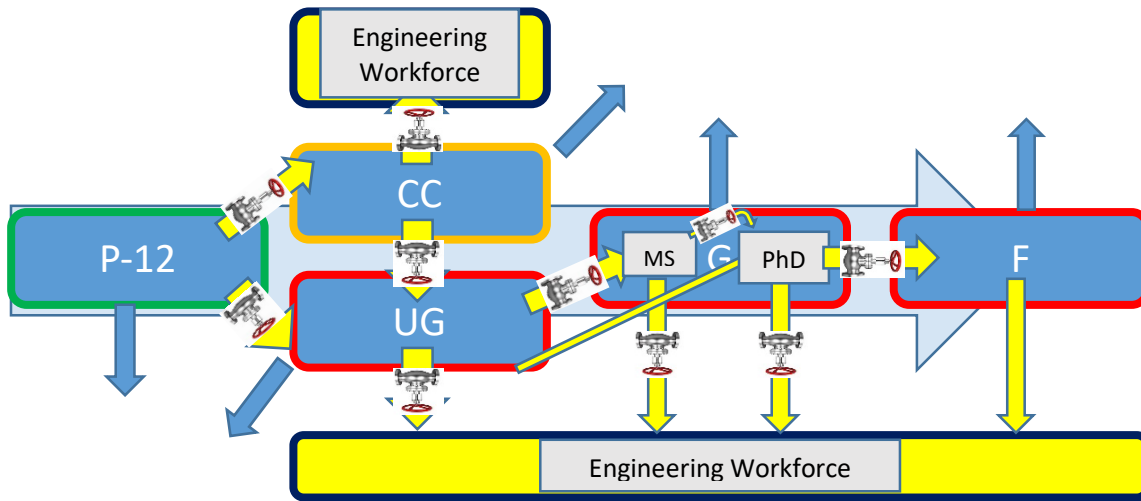 Engineering
Workforce
CC
P-12
MS
G
PhD
F
UG
Engineering Workforce